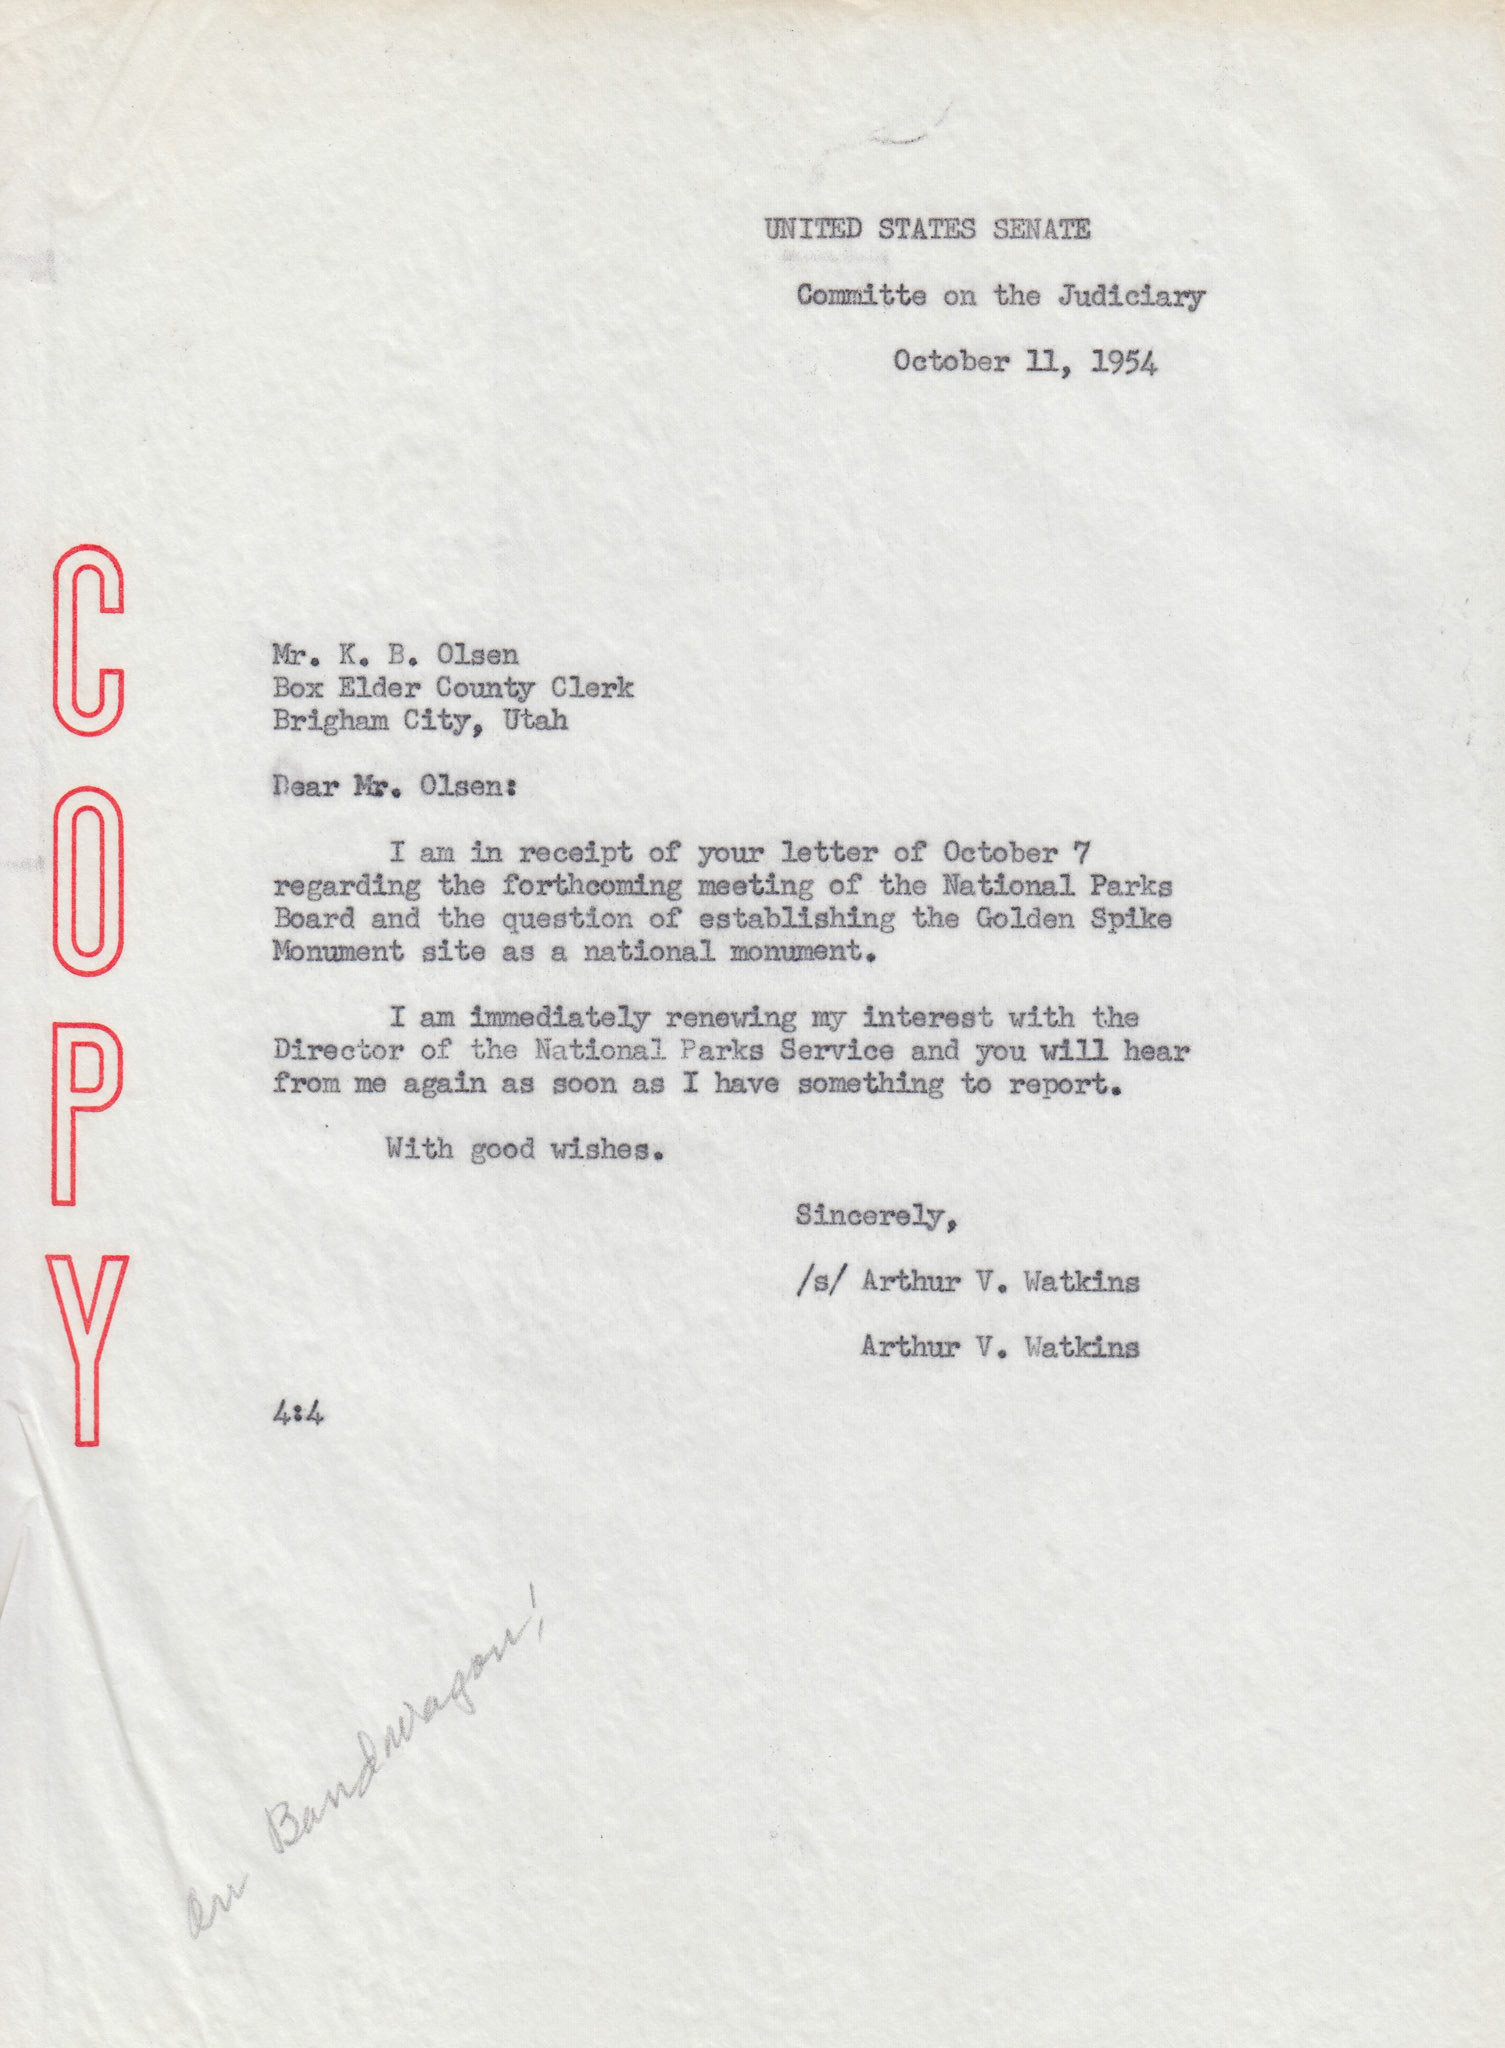 UNITED STATES SENATE
Committe on the Judiciary
October 11, 1954
COPY
Mr. K. B. Olsen
Box Elder County Clerk
Brigham City, Utah
Dear Mr. Olsen:
I am in receipt of your letter of October 7
regarding the forthcoming meeting of the National Parks
Board and the question of establishing the Golden Spike
Monument site as a national monument.
I am immediately renewing my interest with the
Director of the National Parks Service and you will hear
from me again as soon as I have something to report.
With good wishes.
Sincerely,
/s/ Arthur V. Watkins
Arthur V. Watkins
4:4
On Bandwagon!